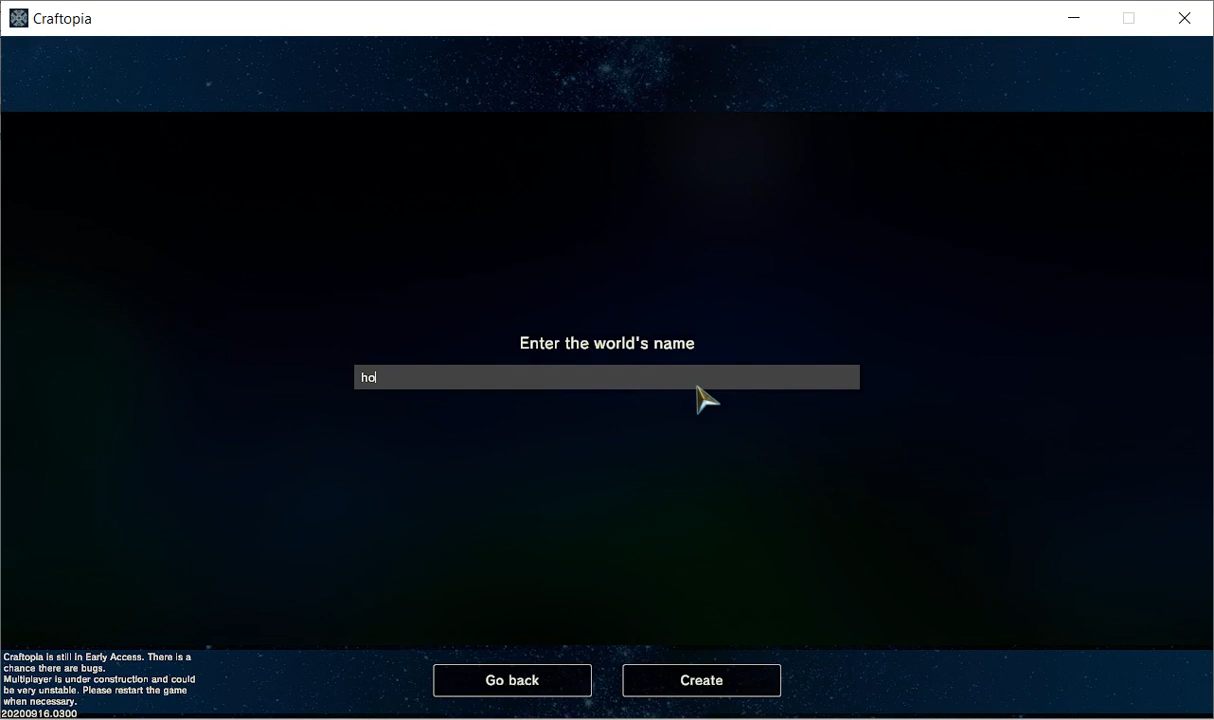 Craftopia
Enter the world's name
ho
Craftopia is still in Early Access. There is a
chance there are bugs.
Multiplayer is under construction and could
be very unstable. Please restart the game
when necessary.
20200916.0300
Go back
Create